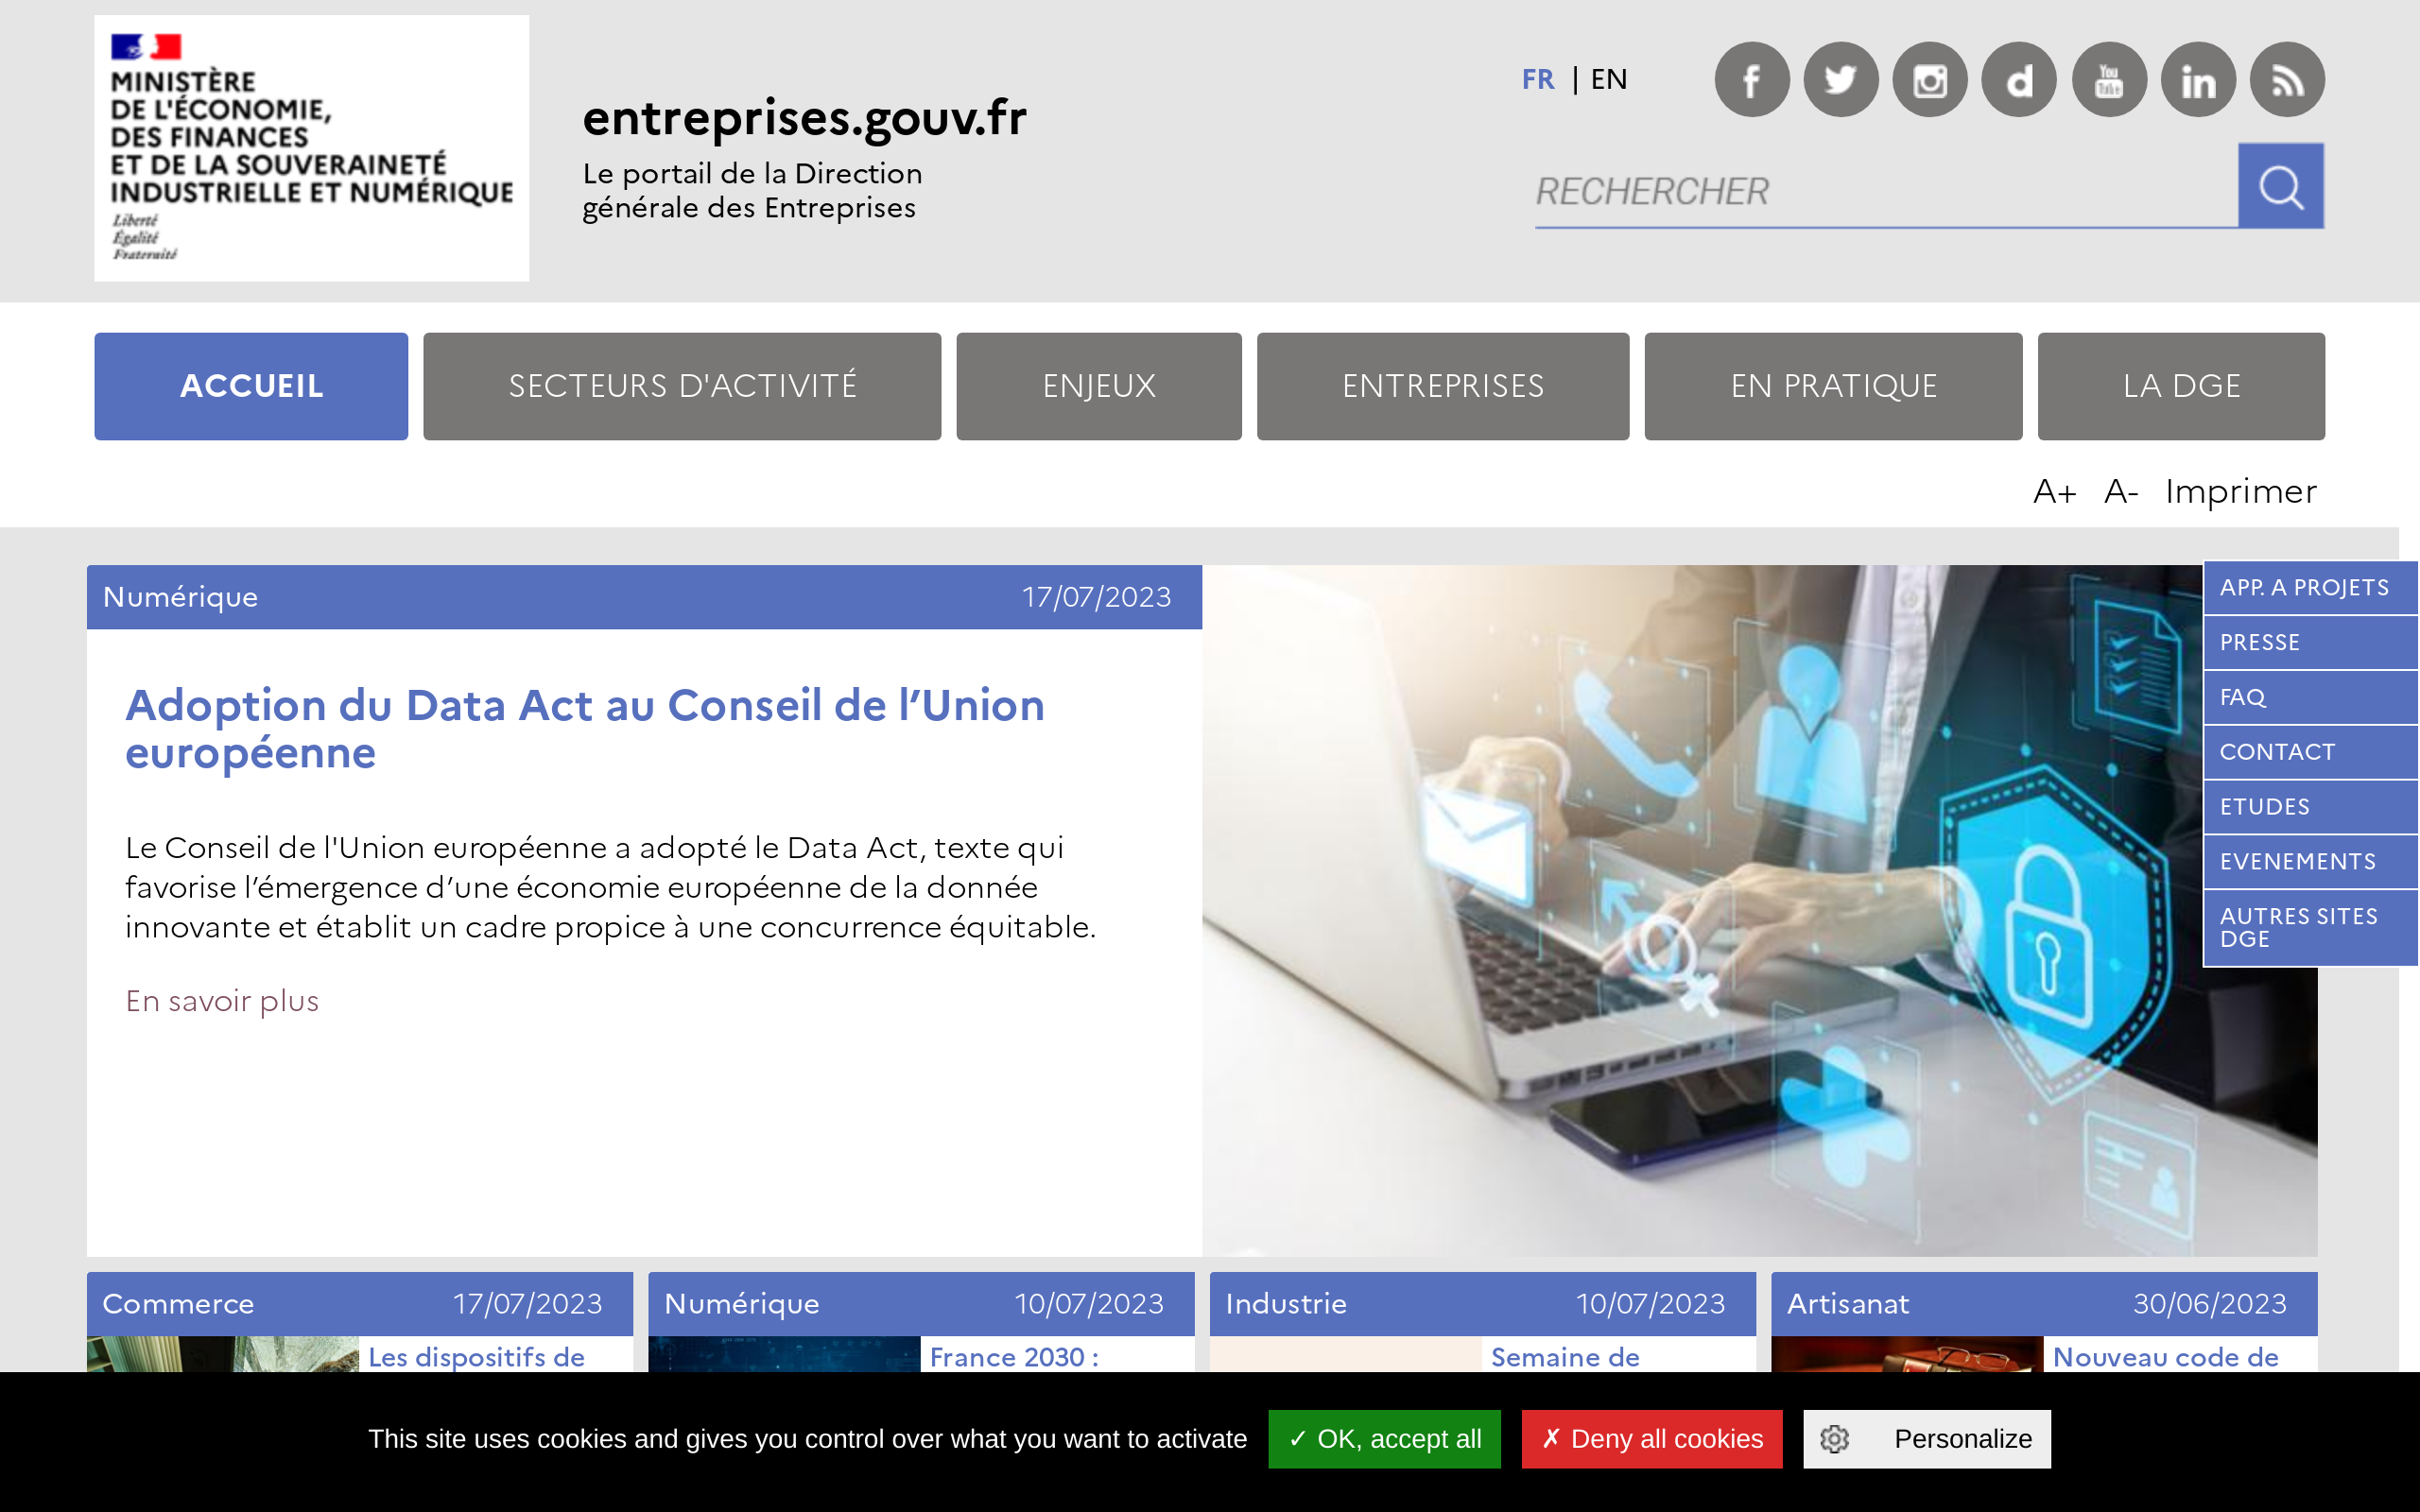 MINISTÈRE
DE L'ÉCONOMIE,
DES FINANCES
ET DE LA SOUVERAINETÉ
INDUSTRIELLE ET NUMÉRIQUE
Liberté
Égalité
Fraternité
entreprises.gouv.fr
Le portail de la Direction
générale des Entreprises
FR | EN
f
d
You
Tube
in
RECHERCHER
ACCUEIL
SECTEURS D'ACTIVITÉ
ENJEUX
ENTREPRISES
EN PRATIQUE
LA DGE
A+ A- Imprimer
Numérique 17/07/2023
Adoption du Data Act au Conseil de l’Union
européenne
Le Conseil de l'Union européenne a adopté le Data Act, texte qui
favorise l’émergence d’une économie européenne de la donnée
innovante et établit un cadre propice à une concurrence équitable.
En savoir plus
APP. A PROJETS
PRESSE
FAQ
CONTACT
ETUDES
EVENEMENTS
AUTRES SITES
DGE
Commerce 17/07/2023
Les dispositifs de
Numérique 10/07/2023
France 2030 :
Industrie 10/07/2023
Semaine de
Artisanat 30/06/2023
Nouveau code de
This site uses cookies and gives you control over what you want to activate
✓ OK, accept all
✗ Deny all cookies
Personalize